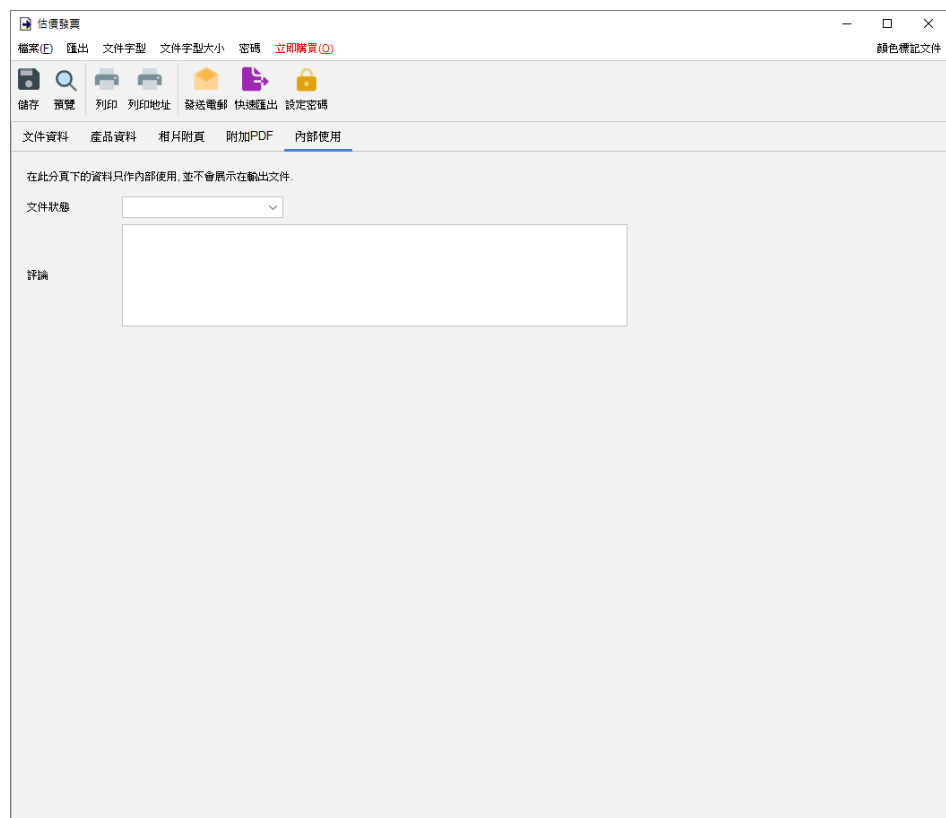 估價發票
檔案(F) 匯出 文件字型 文件字型大小 密碼 立即購買(O) 顏色標記文件
儲存 預覽 列印 列印地址 發送電郵 快速匯出 設定密碼
文件資料 產品資料 相片附頁 附加PDF 內部使用
在此分頁下的資料只作內部使用, 並不會展示在輸出文件.
文件狀態
評論